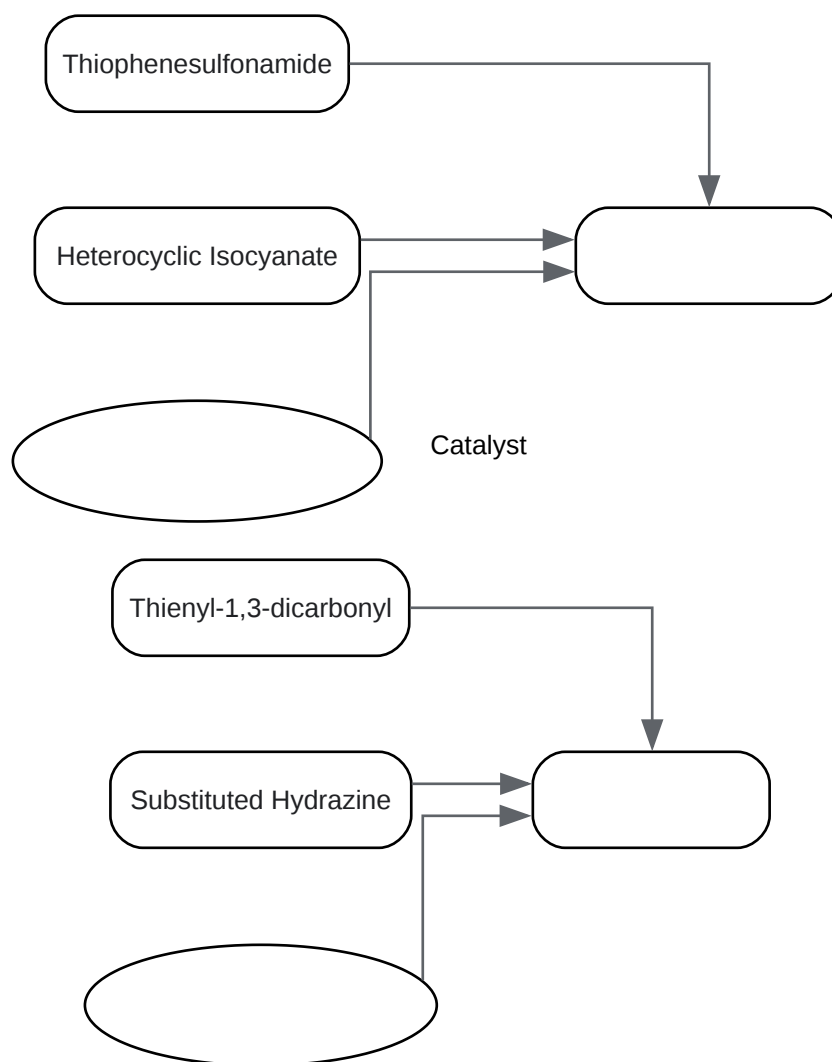 Thiophenesulfonamide
Heterocyclic Isocyanate
Catalyst
Thienyl-1,3-dicarbonyl
Substituted Hydrazine